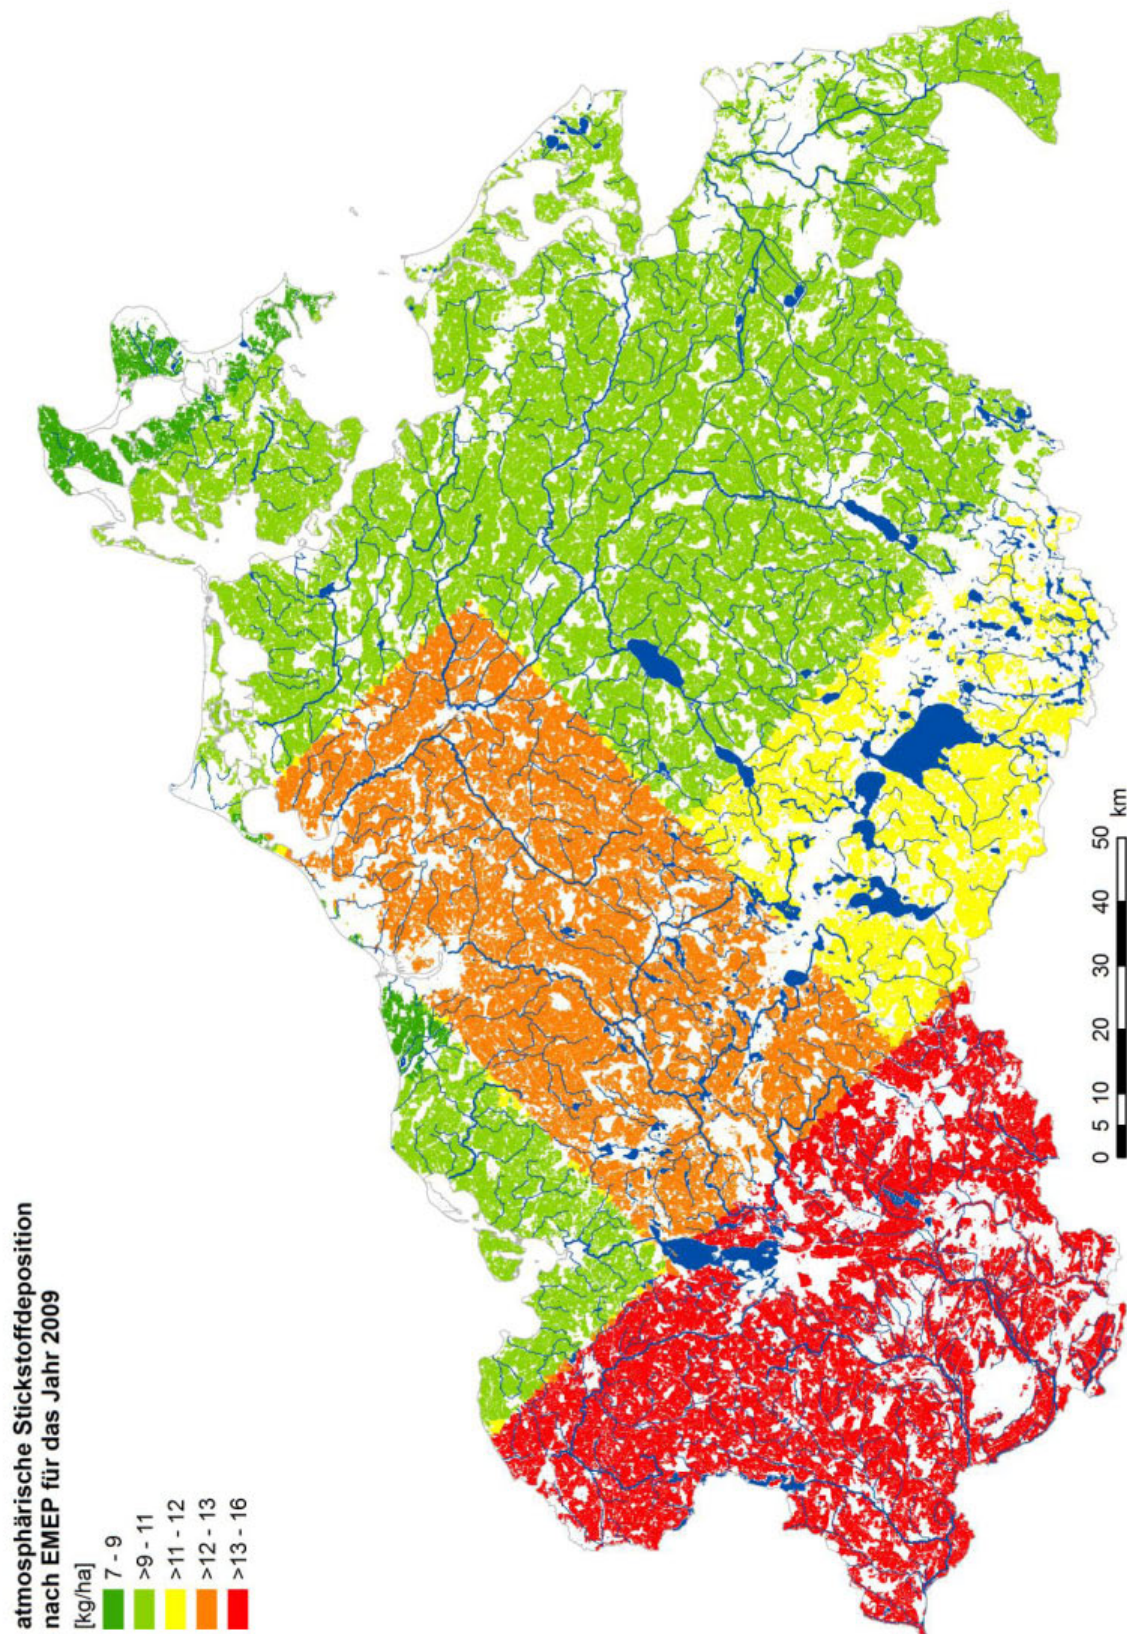 atmosphärische Stickstoffdeposition
nach EMEP für das Jahr 2009
[kg/ha]
7 - 9
>9 - 11
>11 - 12
>12 - 13
>13 - 16
0 5 10 20 30 40 50
km